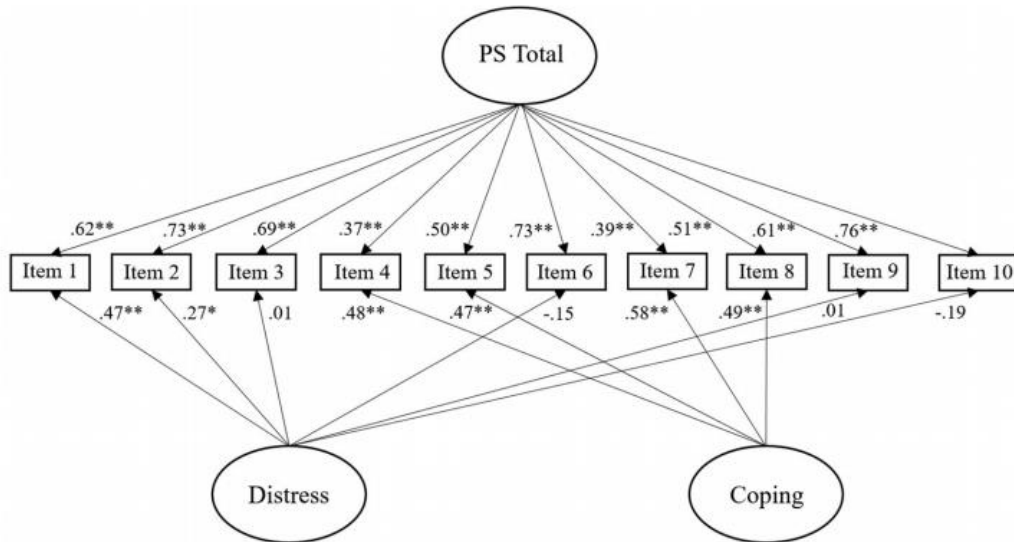 PS Total
.62** .73** .69** .37** .50** .73** .39** .51** .61** .76**
Item 1 Item 2 Item 3 Item 4 Item 5 Item 6 Item 7 Item 8 Item 9 Item 10
.47** .27* .01 .48** .47** -.15 .58** .49** .01 -.19
Distress Coping